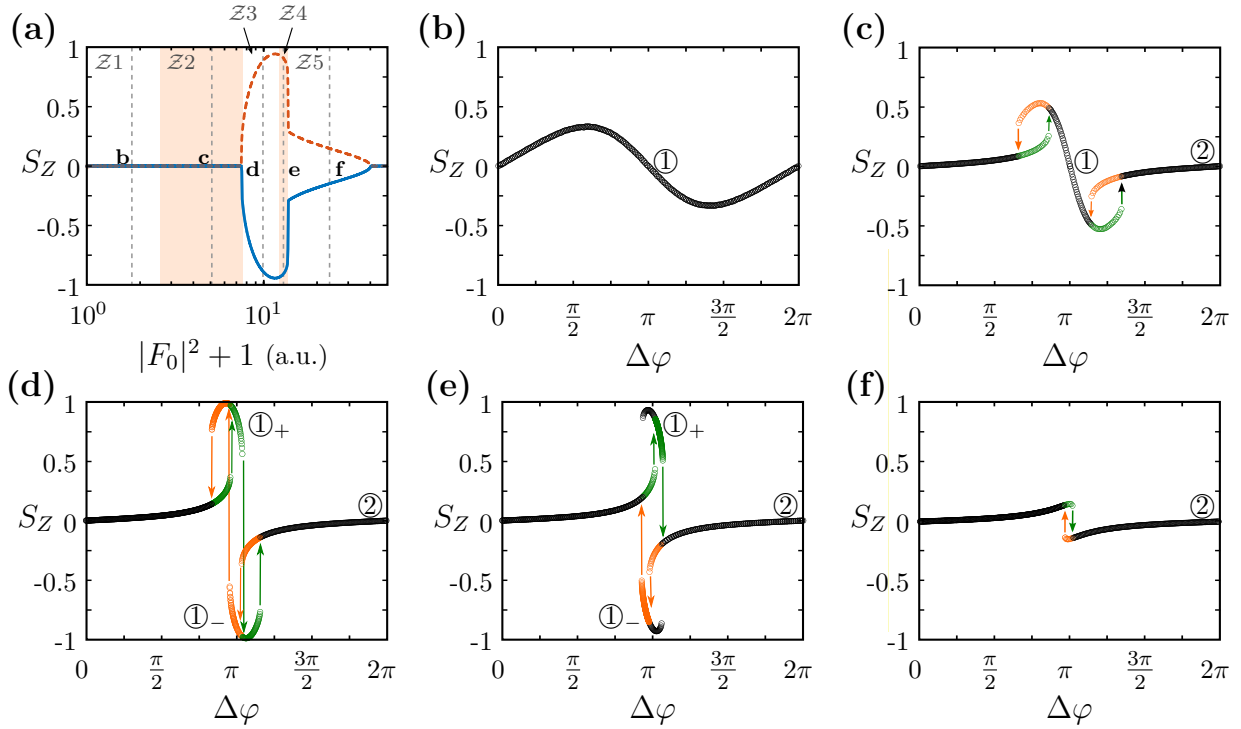 (a)
𝒵3
𝒵4
𝒵1
𝒵2
𝒵5
1
0.5
0
-0.5
-1
S_Z
b
c
d
e
f
10^0
10^1
|F_0|^2 + 1 (a.u.)
(b)
1
0.5
0
-0.5
-1
S_Z
①
0
π/2
π
3π/2
2π
Δφ
(c)
1
0.5
0
-0.5
-1
S_Z
①
②
0
π/2
π
3π/2
2π
Δφ
(d)
1
0.5
0
-0.5
-1
S_Z
①+
②
①−
0
π/2
π
3π/2
2π
Δφ
(e)
1
0.5
0
-0.5
-1
S_Z
①+
②
①−
0
π/2
π
3π/2
2π
Δφ
(f)
1
0.5
0
-0.5
-1
S_Z
②
0
π/2
π
3π/2
2π
Δφ